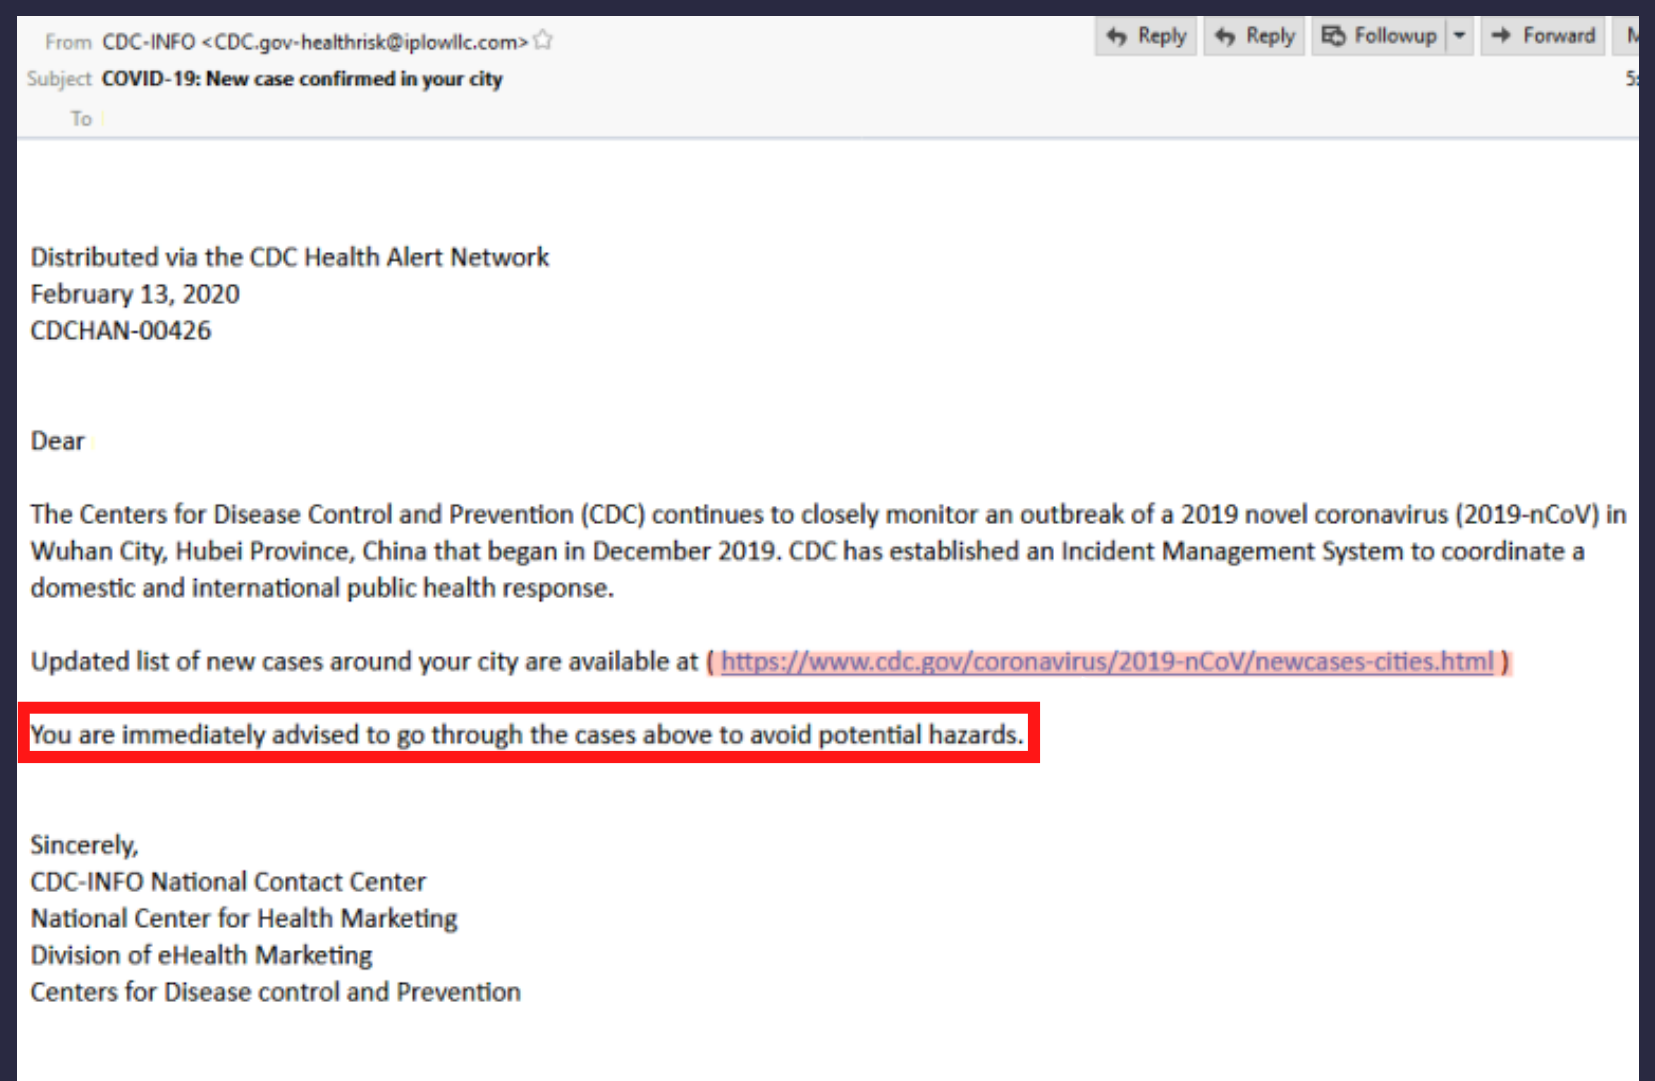 From CDC-INFO <CDC.gov-healthrisk@iplowllc.com>
Reply Reply Followup Forward
Subject COVID-19: New case confirmed in your city
To
Distributed via the CDC Health Alert Network
February 13, 2020
CDCHAN-00426
Dear
The Centers for Disease Control and Prevention (CDC) continues to closely monitor an outbreak of a 2019 novel coronavirus (2019-nCoV) in
Wuhan City, Hubei Province, China that began in December 2019. CDC has established an Incident Management System to coordinate a
domestic and international public health response.
Updated list of new cases around your city are available at ( https://www.cdc.gov/coronavirus/2019-nCoV/newcases-cities.html )
You are immediately advised to go through the cases above to avoid potential hazards.
Sincerely,
CDC-INFO National Contact Center
National Center for Health Marketing
Division of eHealth Marketing
Centers for Disease control and Prevention